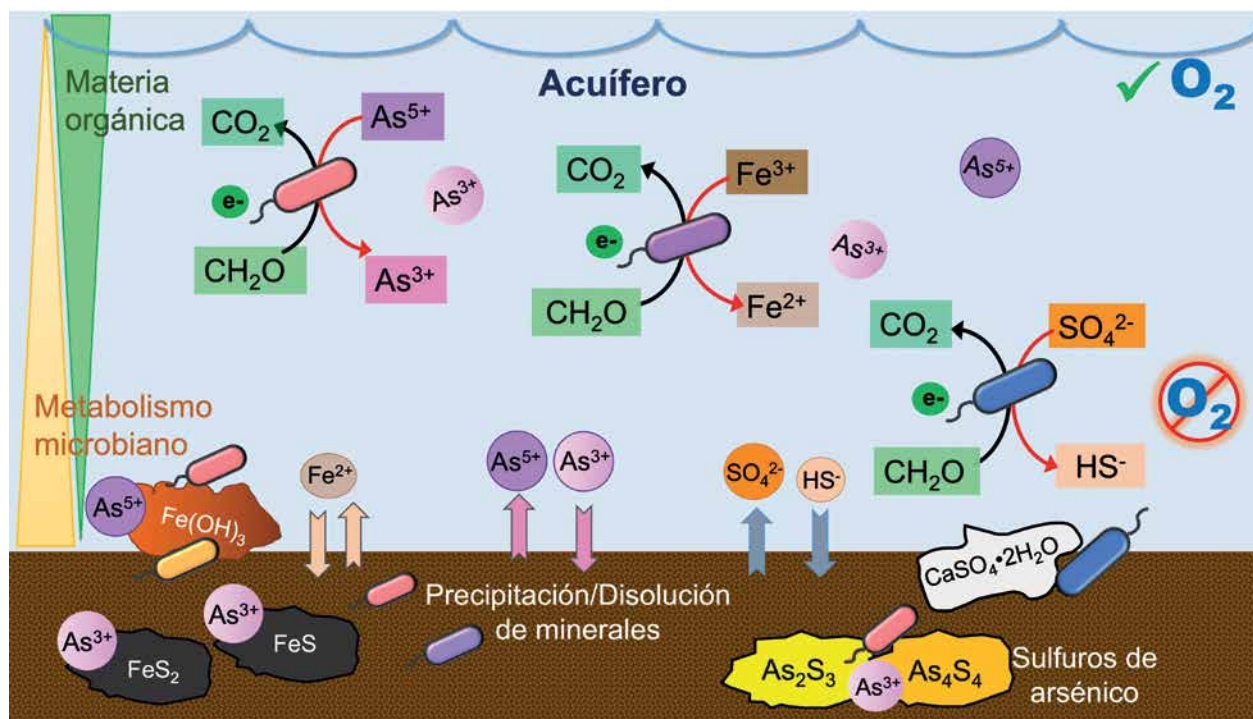 Acuífero
✓ O₂
Materia
orgánica
CO₂
As⁵⁺
e-
CH₂O
As³⁺
As³⁺
CO₂
Fe³⁺
e-
CH₂O
Fe²⁺
As⁵⁺
As³⁺
CO₂
SO₄²⁻
e-
CH₂O
HS⁻
O₂
Metabolismo
microbiano
As⁵⁺
Fe(OH)₃
Fe²⁺
As⁵⁺
As³⁺
SO₄²⁻
HS⁻
CaSO₄•2H₂O
As³⁺
FeS₂
As³⁺
FeS
Precipitación/Disolución
de minerales
As₂S₃
As³⁺
As₄S₄
Sulfuros de
arsénico